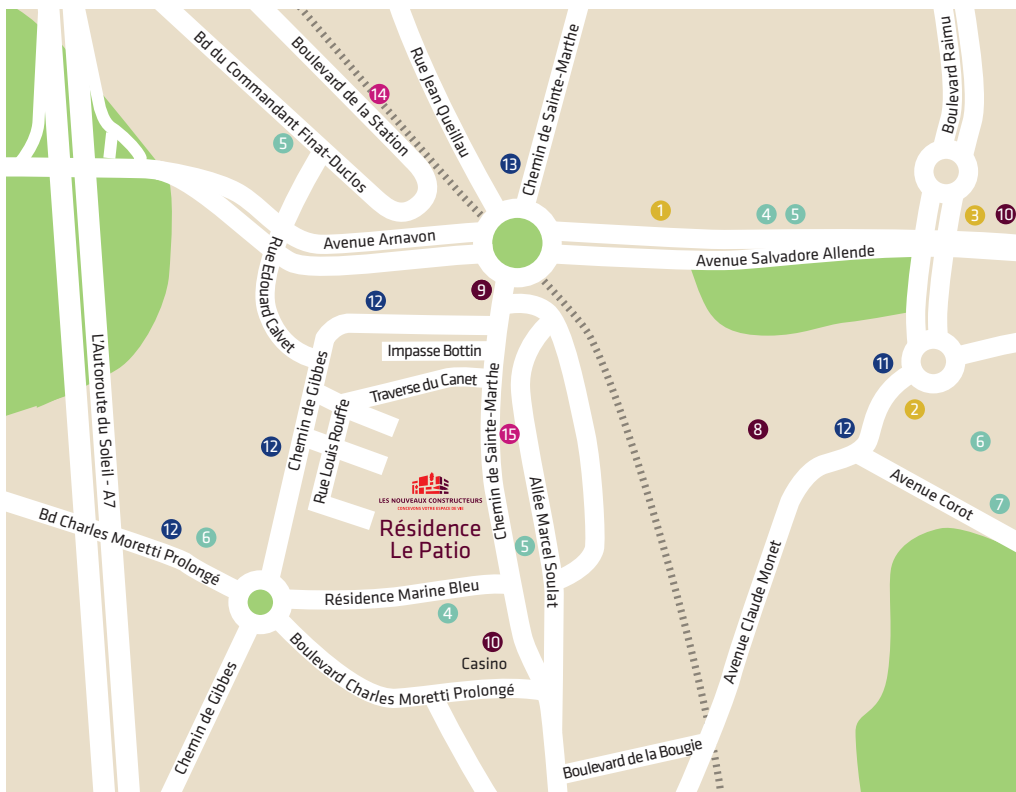 Bd du Commandant Finat-Duclos
Boulevard de la Station
Rue Jean Queillau
Chemin de Sainte-Marthe
Boulevard Raimu
14
5
13
1
4
5
3
10
Avenue Arnavon
Avenue Salvadore Allende
Rue Edouard Calvet
9
12
L'Autoroute du Soleil - A7
Chemin de Gibbes
Impasse Bottin
Traverse du Canet
Chemin de Sainte-Marthe
11
2
8
12
6
12
15
Rue Louis Rouffe
Allée Marcel Soulat
Avenue Corot
7
LES NOUVEAUX CONSTRUCTEURS
CONCEVONS VOTRE ESPACE DE VIE
Résidence
Le Patio
Bd Charles Moretti Prolongé
12
6
5
Avenue Claude Monet
Résidence Marine Bleu
4
10
Casino
Boulevard Charles Moretti Prolongé
Chemin de Gibbes
Boulevard de la Bougie